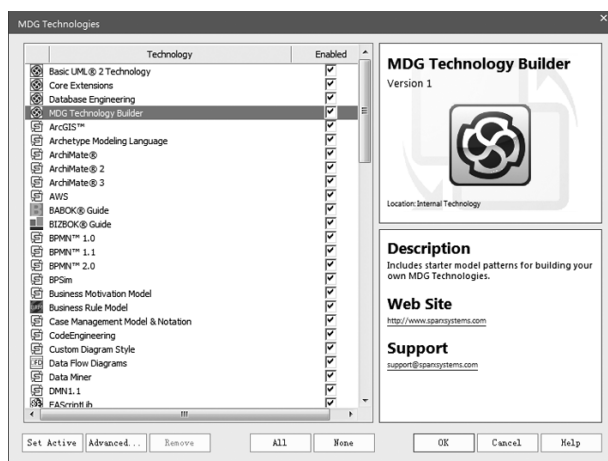 MDG Technologies
×
Technology Enabled
Basic UML® 2 Technology
Core Extensions
Database Engineering
MDG Technology Builder
ArcGIS™
Archetype Modeling Language
ArchiMate®
ArchiMate® 2
ArchiMate® 3
AWS
BABOK® Guide
BIZBOK® Guide
BPMN™ 1.0
BPMN™ 1.1
BPMN™ 2.0
BPSim
Business Motivation Model
Business Rule Model
Case Management Model & Notation
CodeEngineering
Custom Diagram Style
Data Flow Diagrams
Data Miner
DMN1.1
EAScriptLib
MDG Technology Builder
Version 1
Location: Internal Technology
Description
Includes starter model patterns for building your
own MDG Technologies.
Web Site
http://www.sparxsystems.com
Support
support@sparxsystems.com
Set Active Advanced... Remove All None OK Cancel Help